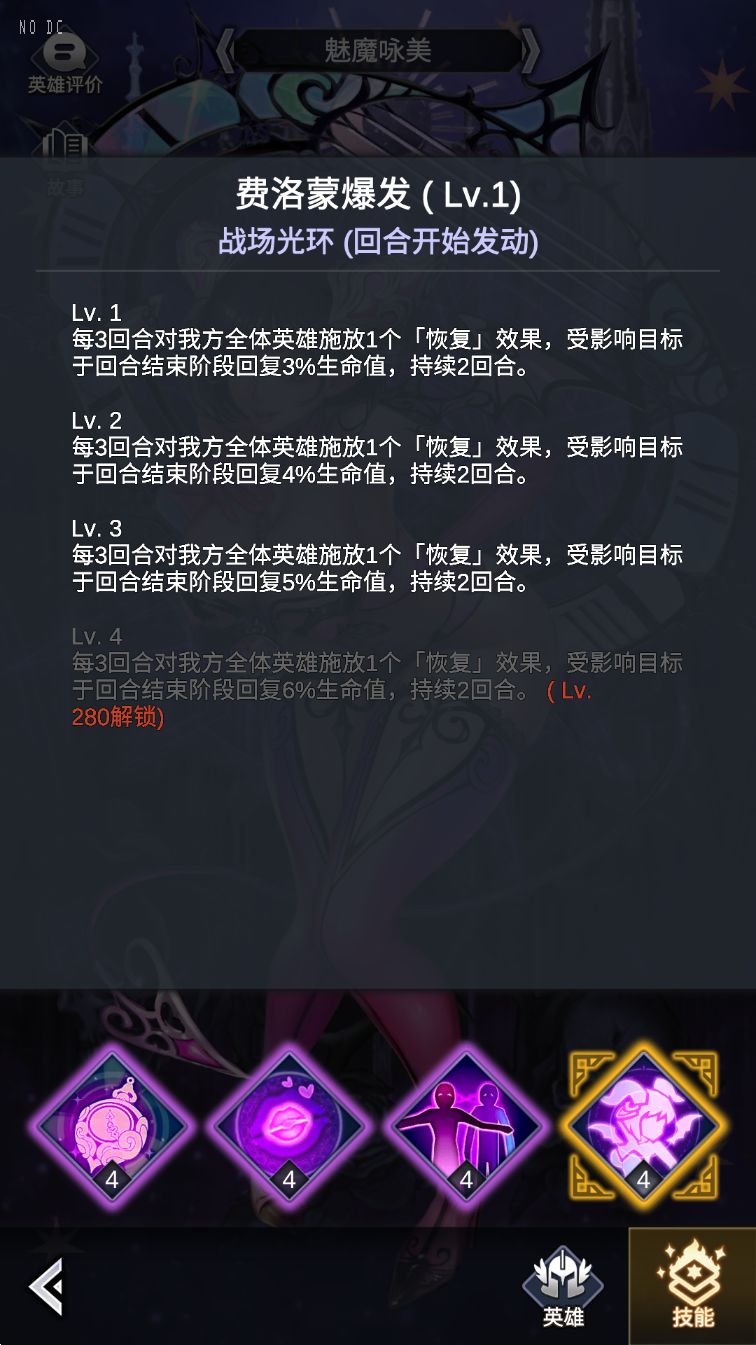 NO DC
魅魔咏美
英雄评价
故事
费洛蒙爆发 ( Lv.1)
战场光环 (回合开始发动)
Lv. 1
每3回合对我方全体英雄施放1个「恢复」效果，受影响目标
于回合结束阶段回复3%生命值，持续2回合。
Lv. 2
每3回合对我方全体英雄施放1个「恢复」效果，受影响目标
于回合结束阶段回复4%生命值，持续2回合。
Lv. 3
每3回合对我方全体英雄施放1个「恢复」效果，受影响目标
于回合结束阶段回复5%生命值，持续2回合。
Lv. 4
每3回合对我方全体英雄施放1个「恢复」效果，受影响目标
于回合结束阶段回复6%生命值，持续2回合。 ( Lv.
280解锁)
4 4 4 4
英雄 技能